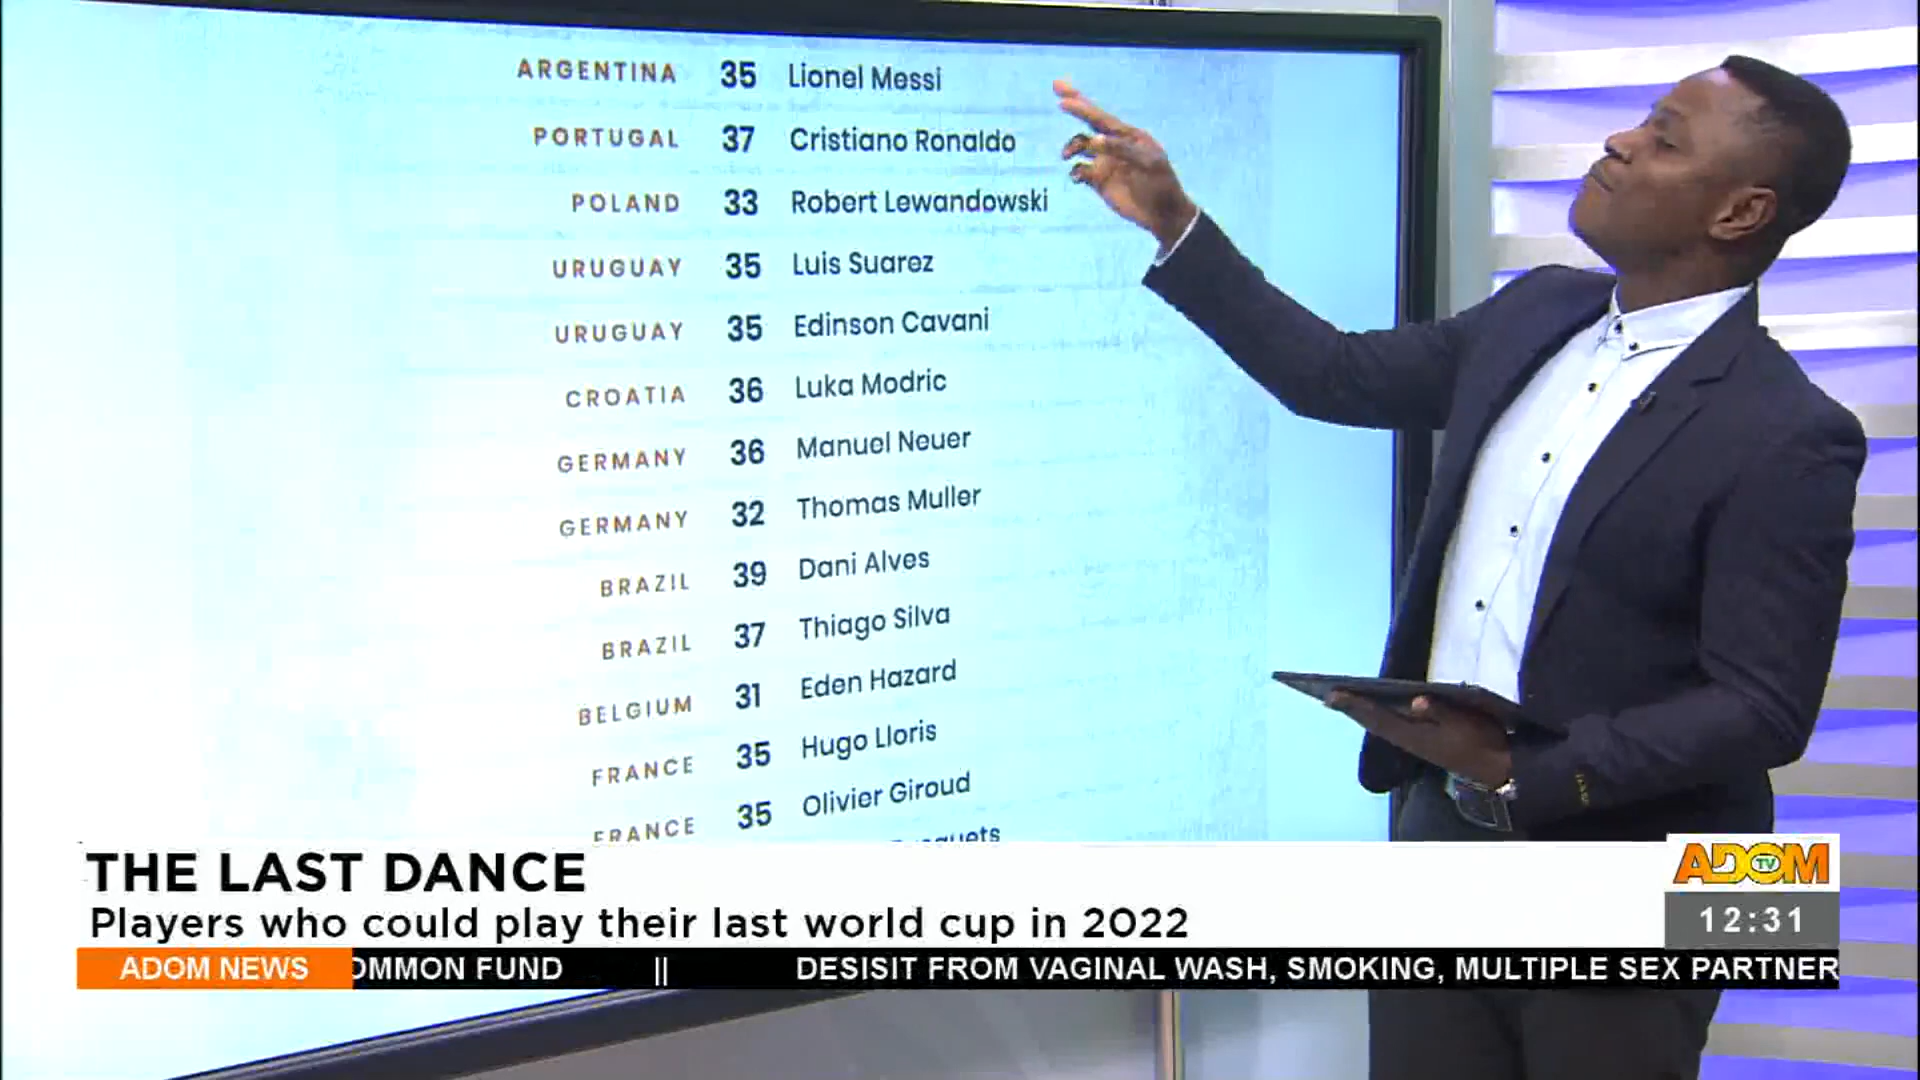 ARGENTINA 35 Lionel Messi
PORTUGAL 37 Cristiano Ronaldo
POLAND 33 Robert Lewandowski
URUGUAY 35 Luis Suarez
URUGUAY 35 Edinson Cavani
CROATIA 36 Luka Modric
GERMANY 36 Manuel Neuer
GERMANY 32 Thomas Muller
BRAZIL 39 Dani Alves
BRAZIL 37 Thiago Silva
BELGIUM 31 Eden Hazard
FRANCE 35 Hugo Lloris
FRANCE 35 Olivier Giroud
THE LAST DANCE
Players who could play their last world cup in 2022
ADOM TV
12:31
ADOM NEWS OMMON FUND || DESISIT FROM VAGINAL WASH, SMOKING, MULTIPLE SEX PARTNER